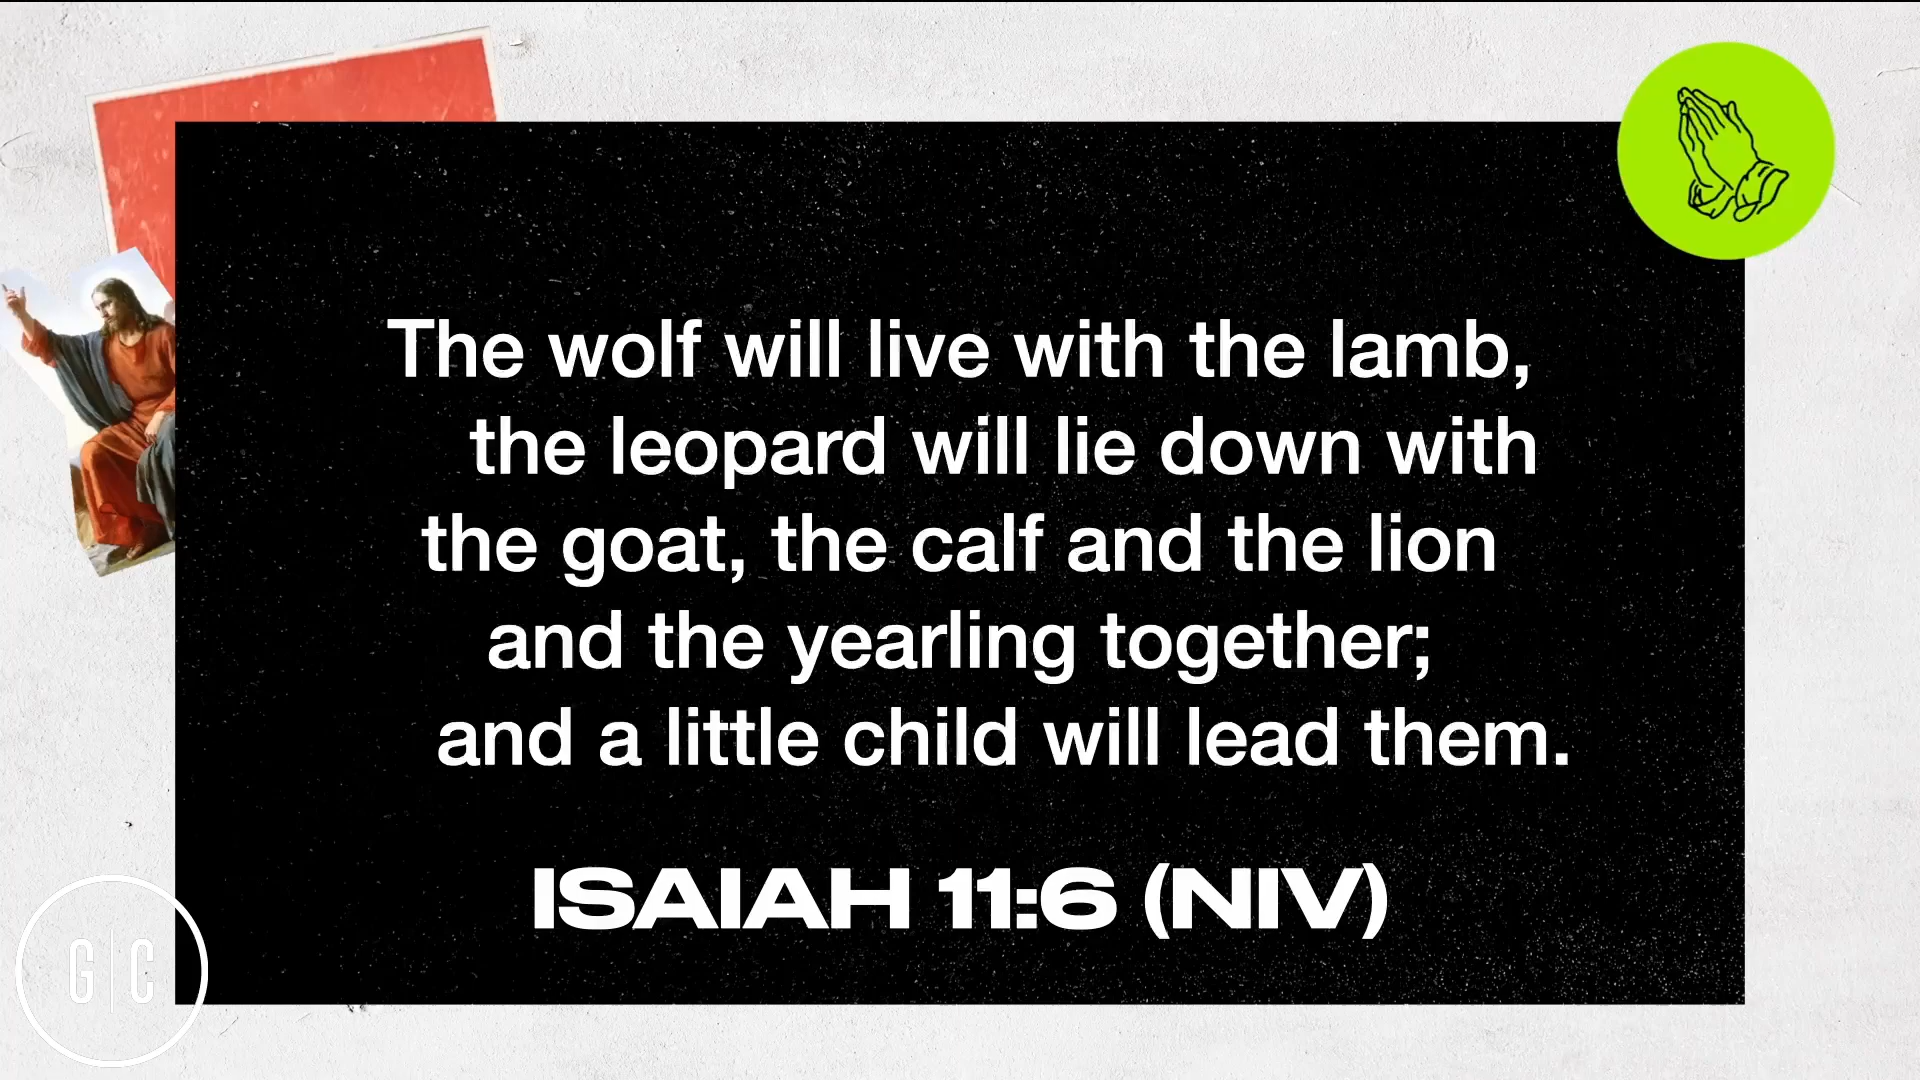 The wolf will live with the lamb,
the leopard will lie down with
the goat, the calf and the lion
and the yearling together;
and a little child will lead them.
ISAIAH 11:6 (NIV)
G|C